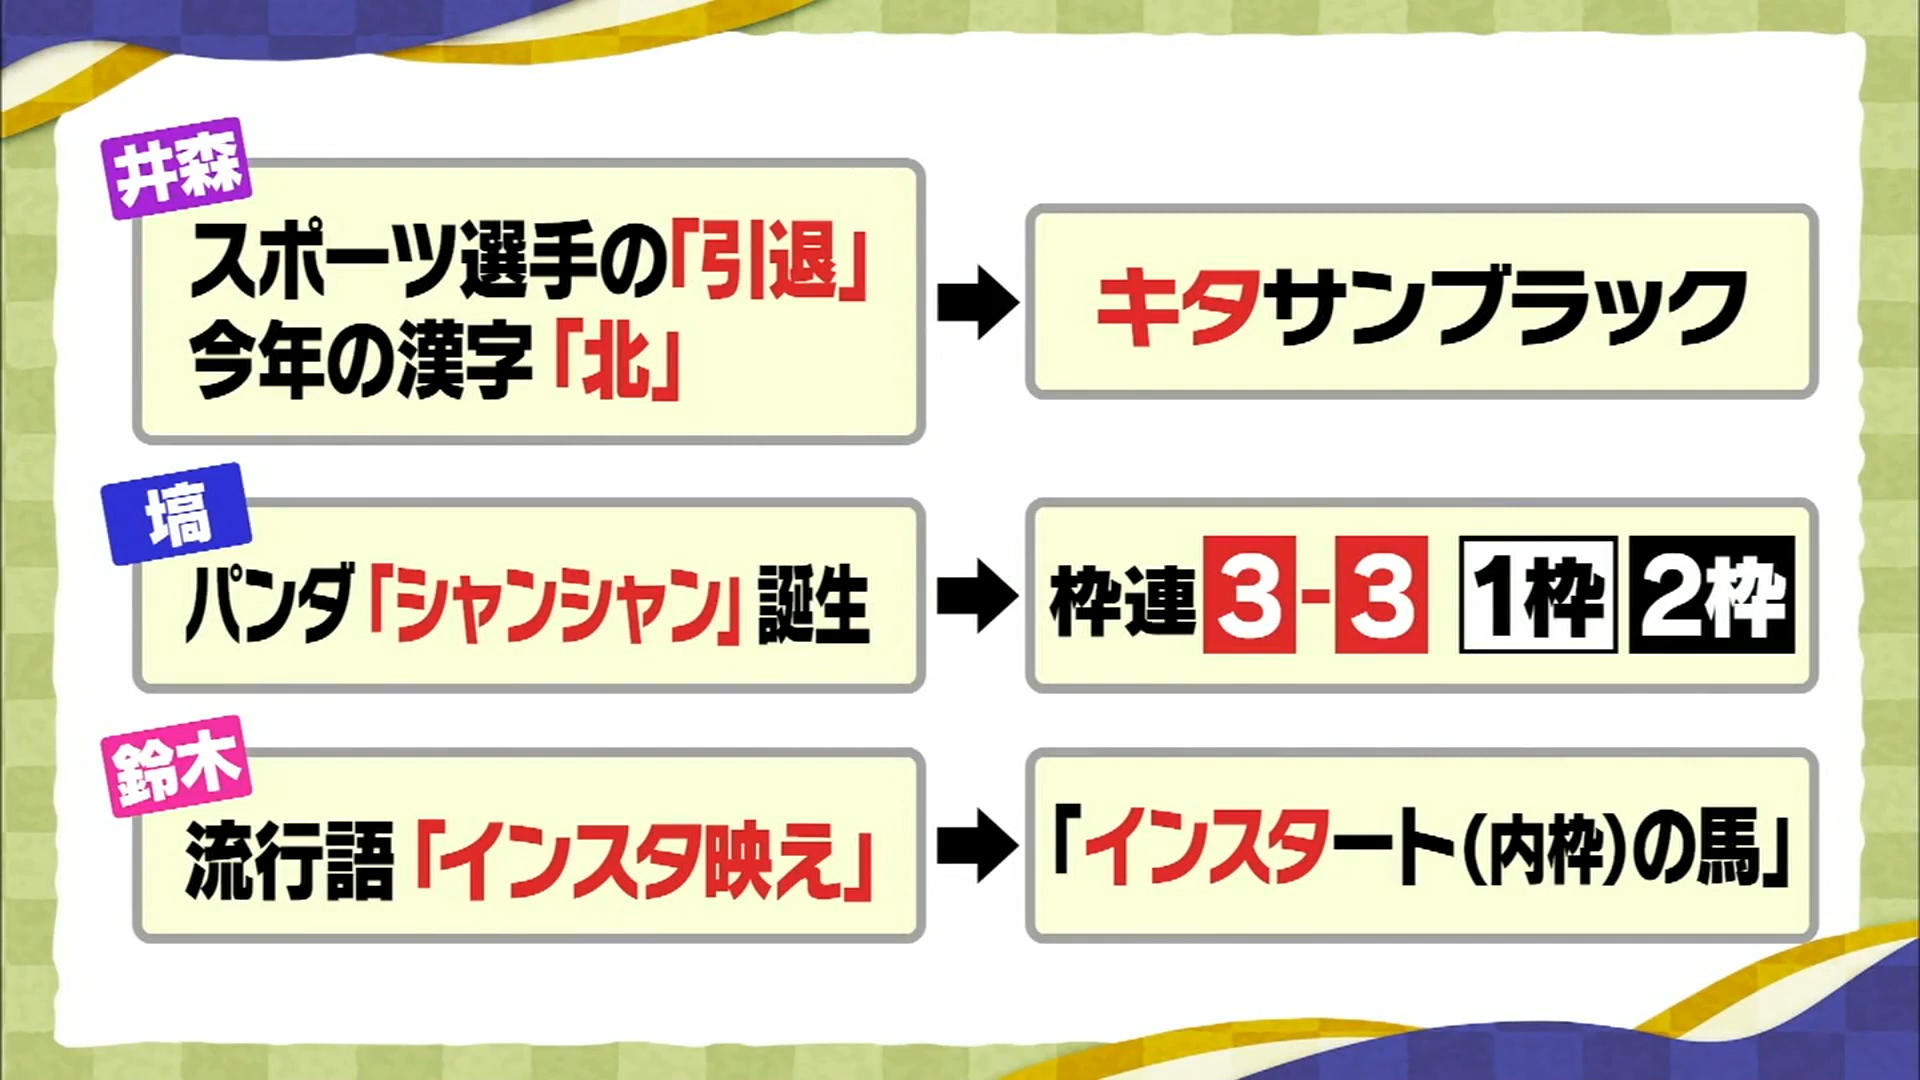 井森
スポーツ選手の「引退」
今年の漢字「北」
キタサンブラック
塙
パンダ「シャンシャン」誕生
枠連3-3 1枠 2枠
鈴木
流行語「インスタ映え」
「インスタート(内枠)の馬」